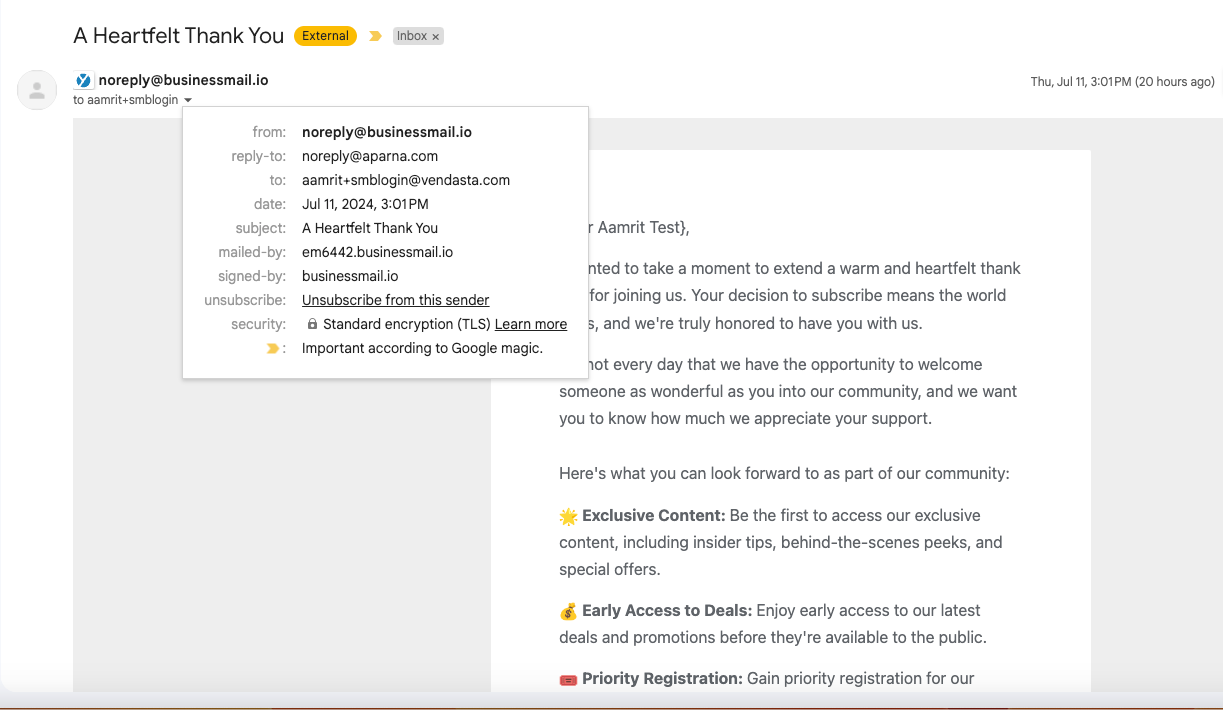 A Heartfelt Thank You External Inbox ×
noreply@businessmail.io
Thu, Jul 11, 3:01 PM (20 hours ago)
to aamrit+smblogin
from: noreply@businessmail.io
reply-to: noreply@aparna.com
to: aamrit+smblogin@vendasta.com
date: Jul 11, 2024, 3:01 PM
subject: A Heartfelt Thank You
mailed-by: em6442.businessmail.io
signed-by: businessmail.io
unsubscribe: Unsubscribe from this sender
security: Standard encryption (TLS) Learn more
: Important according to Google magic.
r Aamrit Test},
nted to take a moment to extend a warm and heartfelt thank
for joining us. Your decision to subscribe means the world
s, and we're truly honored to have you with us.
not every day that we have the opportunity to welcome
someone as wonderful as you into our community, and we want
you to know how much we appreciate your support.
Here's what you can look forward to as part of our community:
🌟 Exclusive Content: Be the first to access our exclusive
content, including insider tips, behind-the-scenes peeks, and
special offers.
💰 Early Access to Deals: Enjoy early access to our latest
deals and promotions before they're available to the public.
🎟️ Priority Registration: Gain priority registration for our